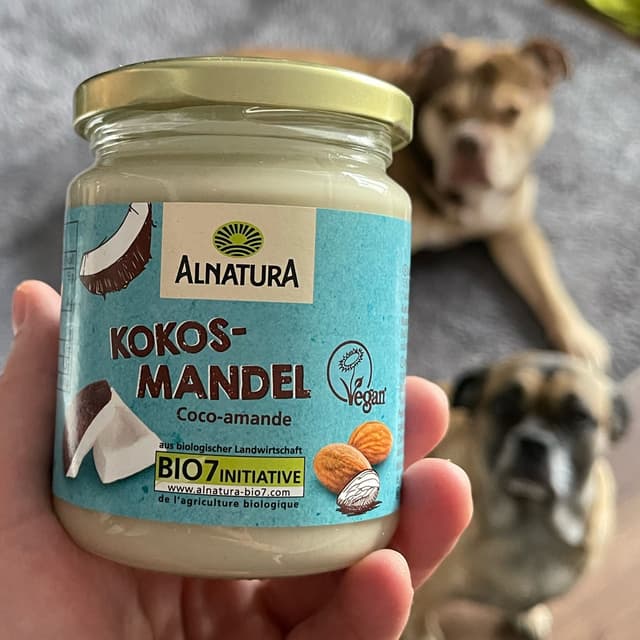 ALNATURA
KOKOS-
MANDEL
Coco-amande
Vegan
aus biologischer Landwirtschaft
BIO7 INITIATIVE
www.alnatura-bio7.com
de l'agriculture biologique